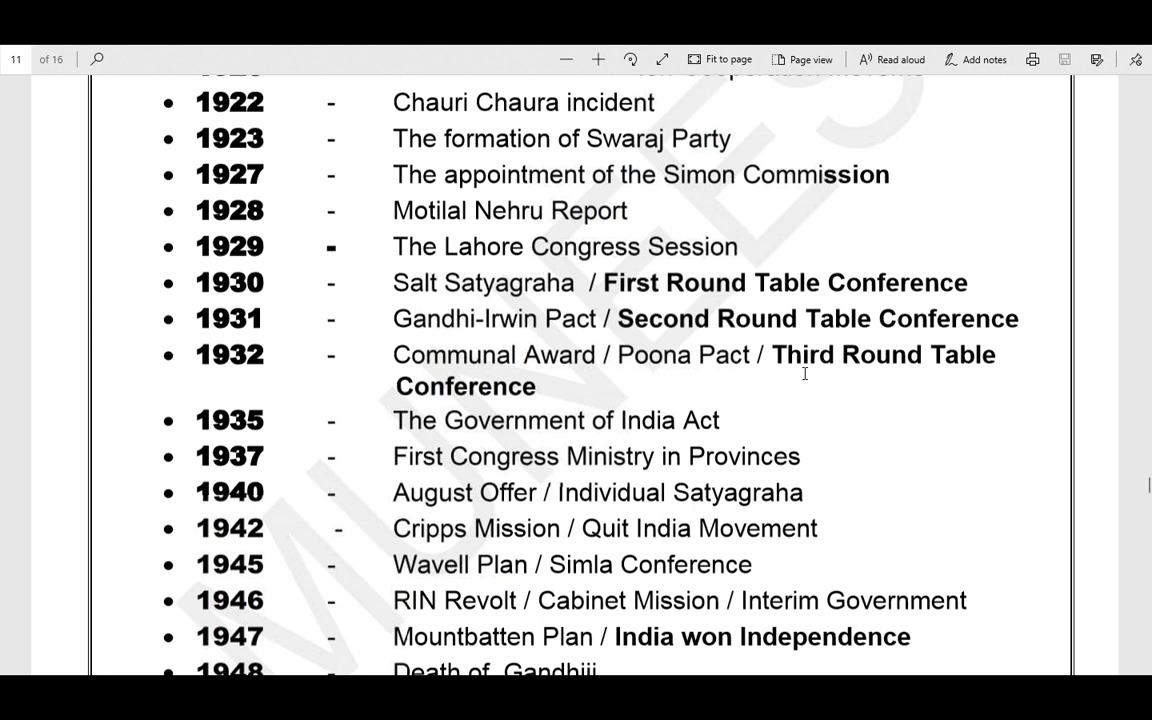 11 of 16 Fit to page Page view Read aloud Add notes
• 1922 - Chauri Chaura incident
• 1923 - The formation of Swaraj Party
• 1927 - The appointment of the Simon Commission
• 1928 - Motilal Nehru Report
• 1929 - The Lahore Congress Session
• 1930 - Salt Satyagraha / First Round Table Conference
• 1931 - Gandhi-Irwin Pact / Second Round Table Conference
• 1932 - Communal Award / Poona Pact / Third Round Table
Conference
• 1935 - The Government of India Act
• 1937 - First Congress Ministry in Provinces
• 1940 - August Offer / Individual Satyagraha
• 1942 - Cripps Mission / Quit India Movement
• 1945 - Wavell Plan / Simla Conference
• 1946 - RIN Revolt / Cabinet Mission / Interim Government
• 1947 - Mountbatten Plan / India won Independence
• 1948 - Death of Gandhiji
MUNEES